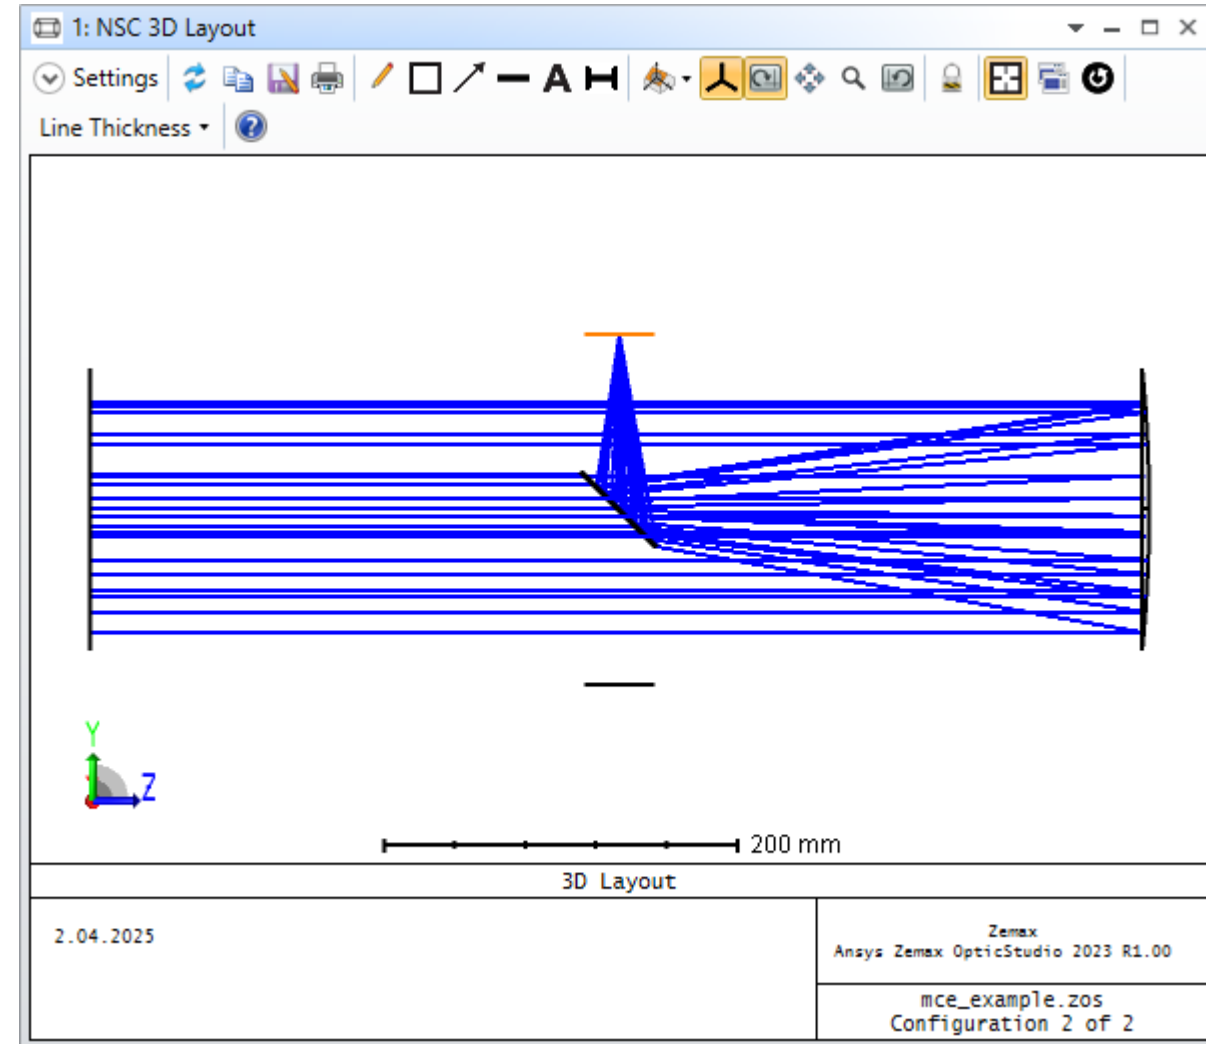 1: NSC 3D Layout
Settings
Line Thickness
Y
Z
200 mm
3D Layout
2.04.2025
Zemax
Ansys Zemax OpticStudio 2023 R1.00
mce_example.zos
Configuration 2 of 2